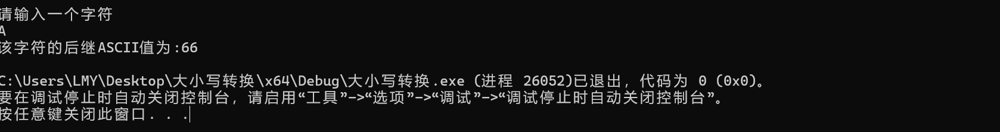 请输入一个字符
A
该字符的后继ASCII值为:66
C:\Users\LMY\Desktop\大小写转换\x64\Debug\大小写转换.exe (进程 26052)已退出，代码为 0 (0x0)。
要在调试停止时自动关闭控制台，请启用“工具”->“选项”->“调试”->“调试停止时自动关闭控制台”。
按任意键关闭此窗口. . .